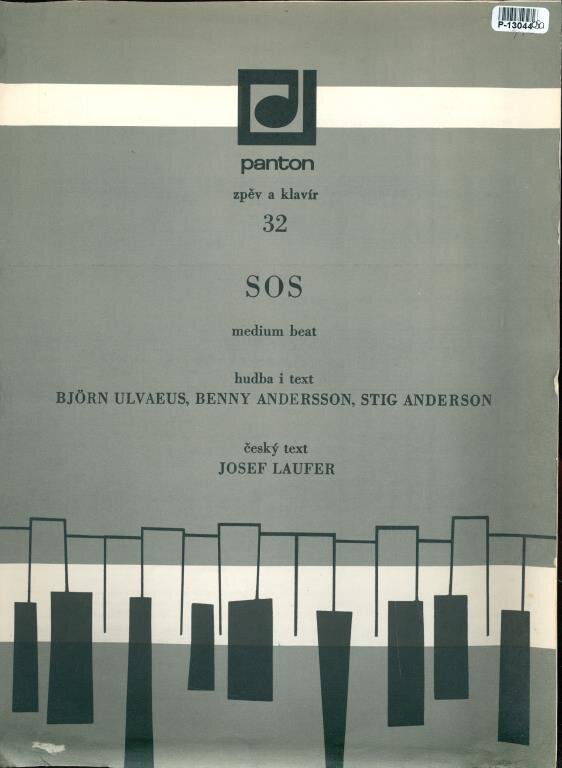 P-13044
panton
zpěv a klavír
32
SOS
medium beat
hudba i text
BJÖRN ULVAEUS, BENNY ANDERSSON, STIG ANDERSON
český text
JOSEF LAUFER